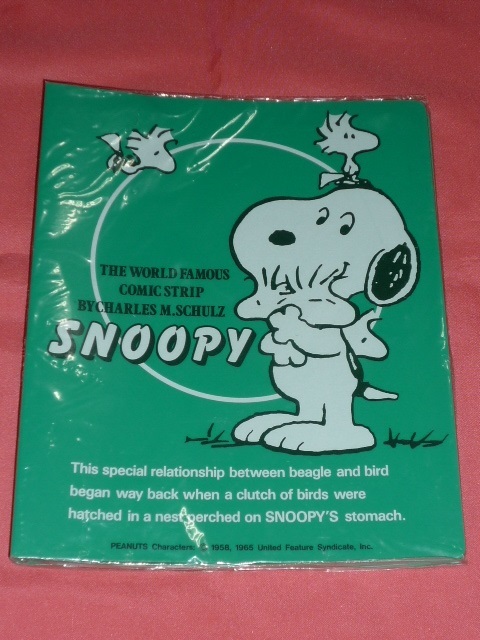 THE WORLD FAMOUS
COMIC STRIP
BY CHARLES M. SCHULZ
SNOOPY
This special relationship between beagle and bird
began way back when a clutch of birds were
hatched in a nest perched on SNOOPY'S stomach.
PEANUTS Characters: © 1958, 1965 United Feature Syndicate, Inc.